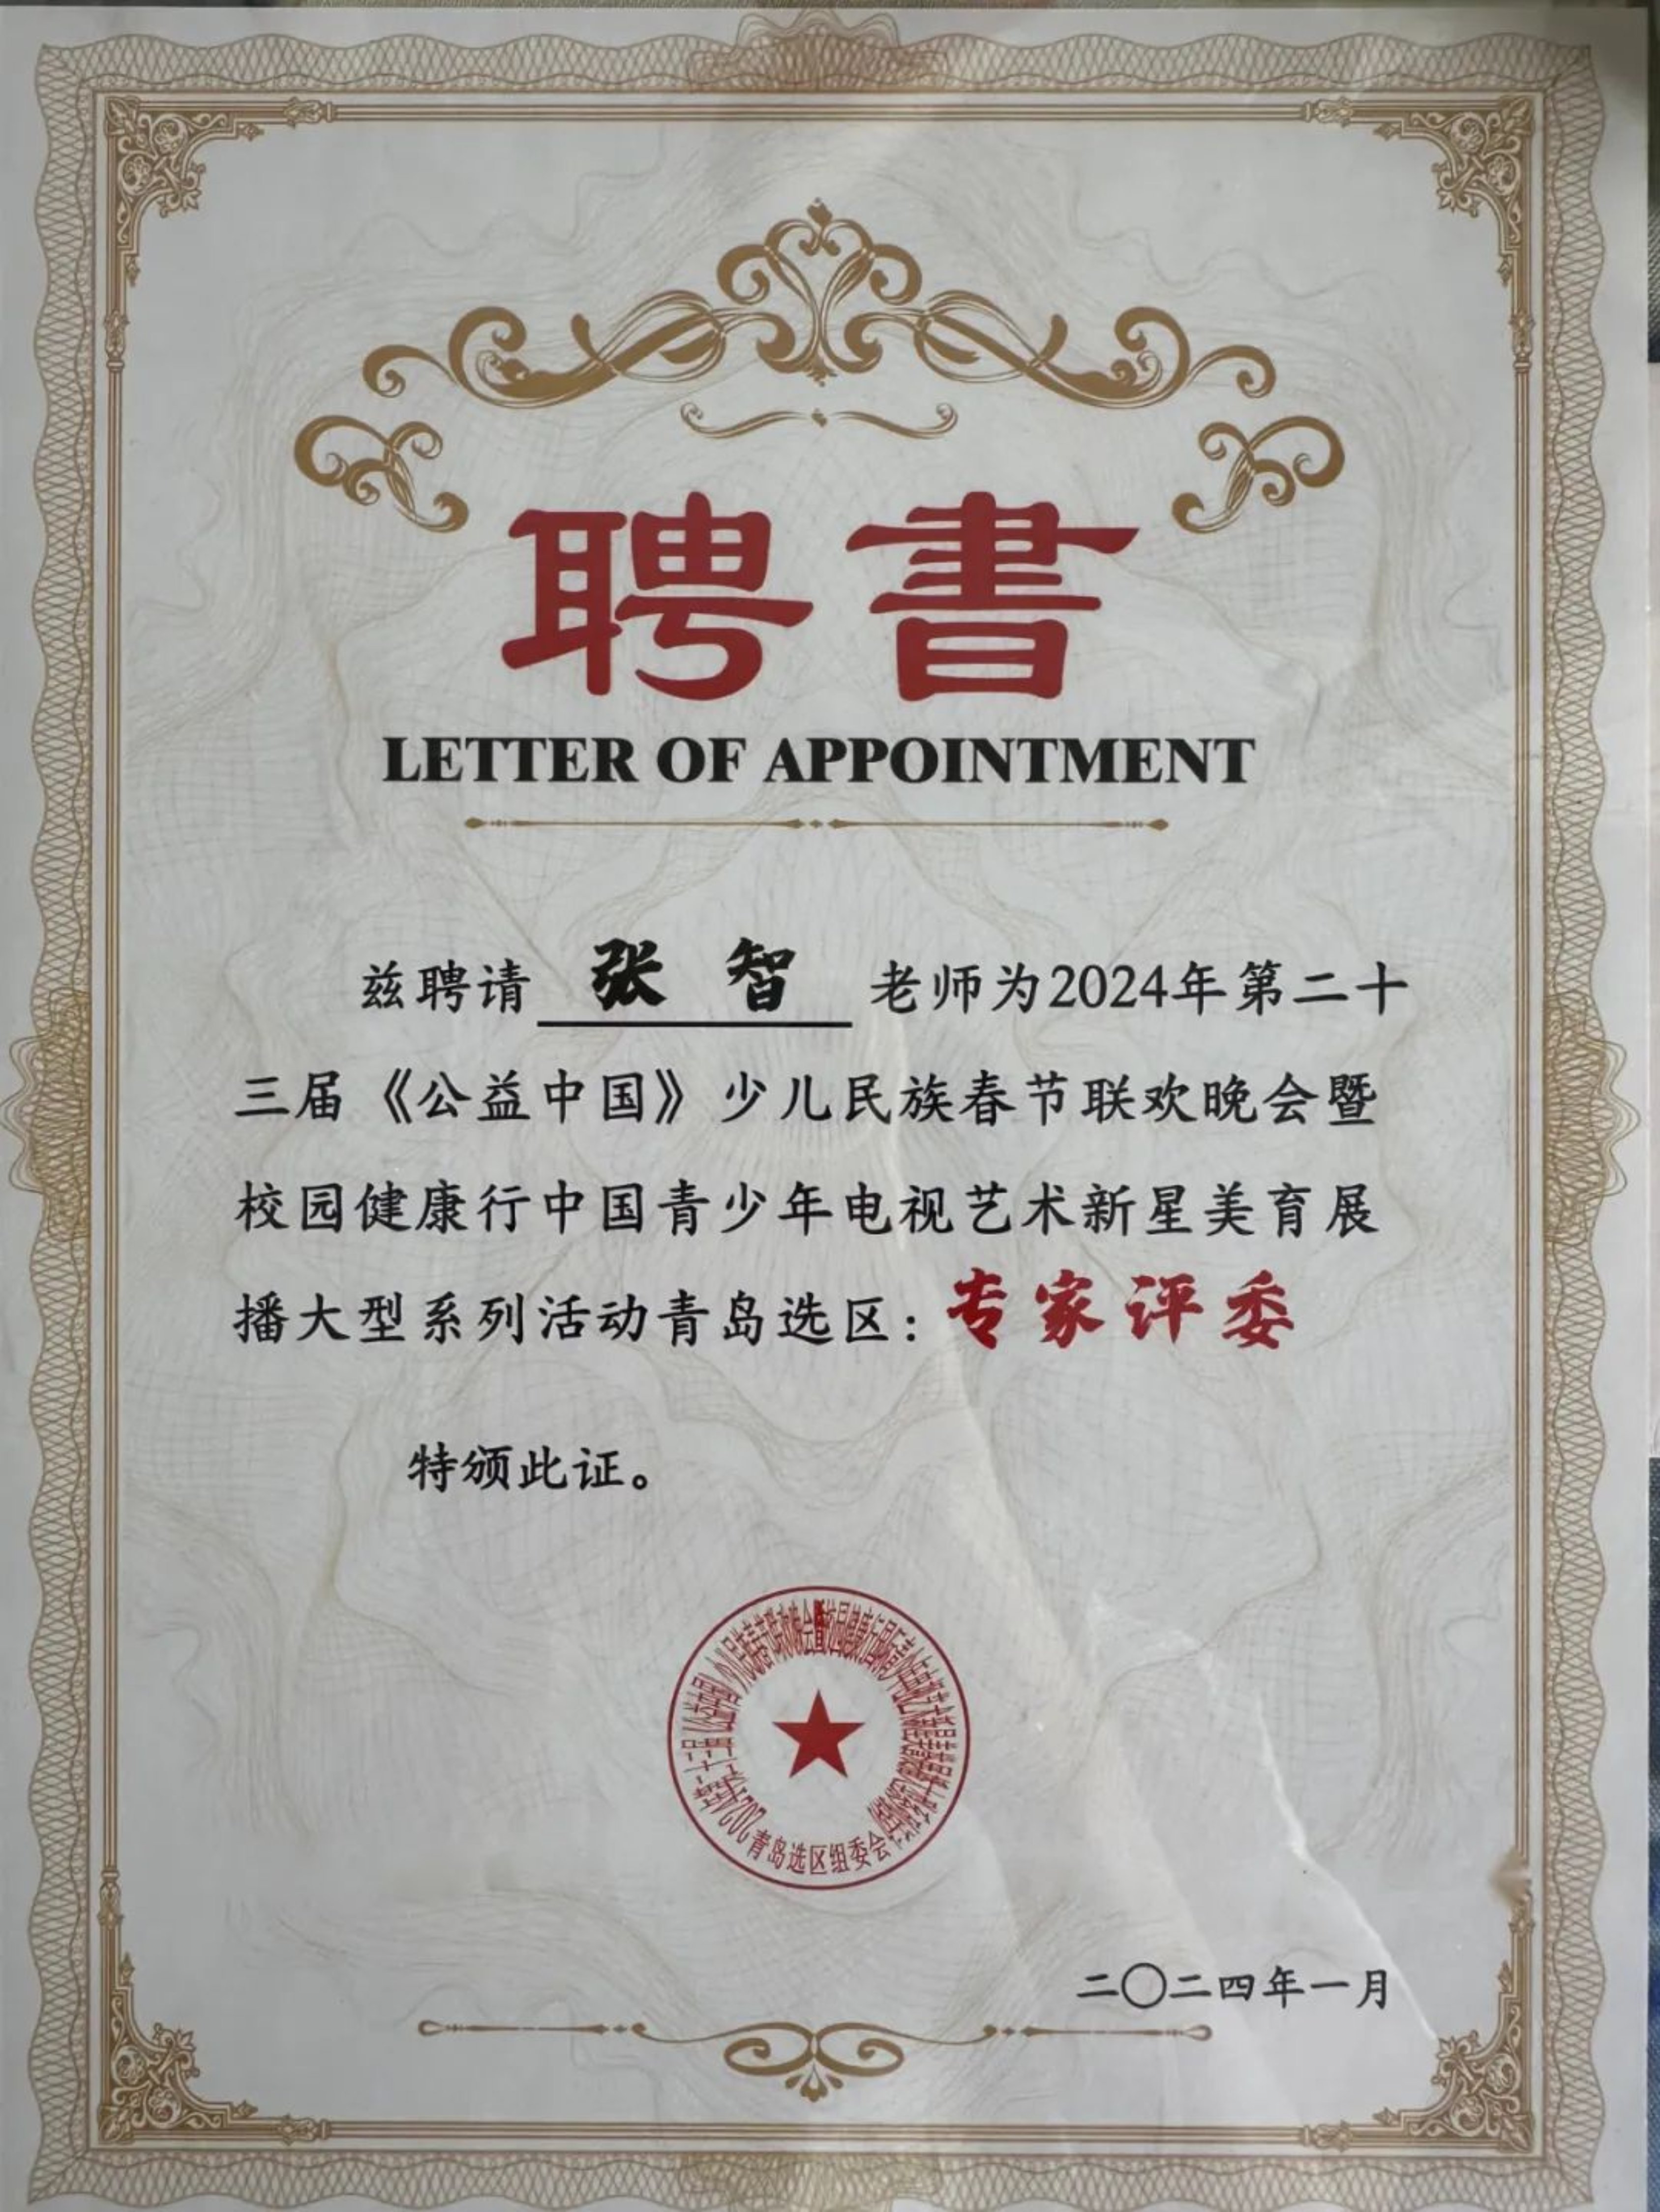 聘書
LETTER OF APPOINTMENT
兹聘请 张 智 老师为2024年第二十
三届《公益中国》少儿民族春节联欢晚会暨
校园健康行中国青少年电视艺术新星美育展
播大型系列活动青岛选区：专家评委
特颁此证。
青岛选区组委会
二〇二四年一月